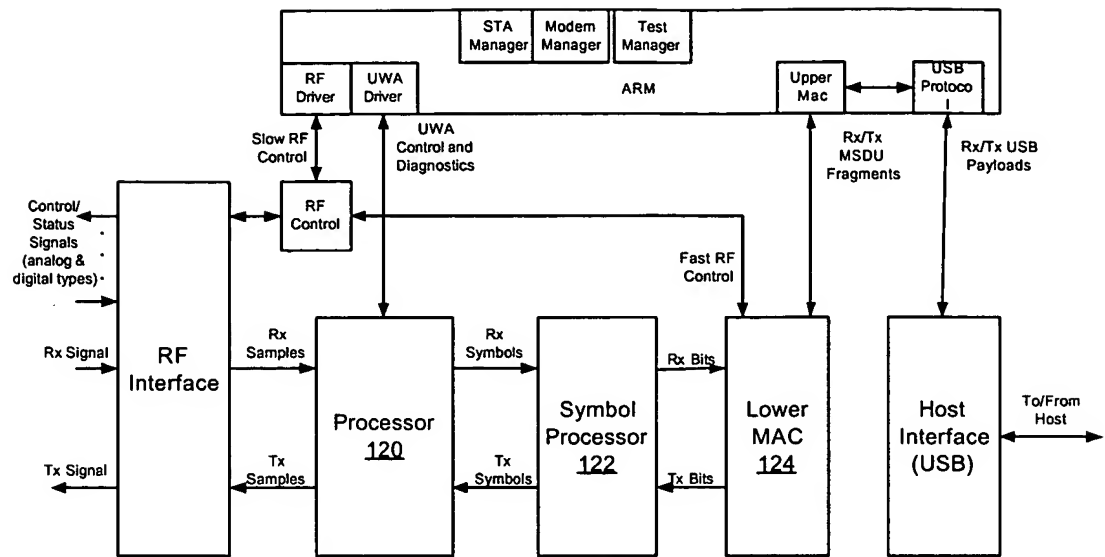 STA
Manager
Modem
Manager
Test
Manager
RF
Driver
UWA
Driver
ARM
Upper
Mac
USB
Protoco
l
Slow RF
Control
UWA
Control and
Diagnostics
Rx/Tx
MSDU
Fragments
Rx/Tx USB
Payloads
Control/
Status
Signals
(analog &
digital types)
RF
Control
Fast RF
Control
Rx Signal
RF
Interface
Rx
Samples
Rx
Symbols
Rx Bits
Processor
120
Symbol
Processor
122
Lower
MAC
124
Host
Interface
(USB)
To/From
Host
Tx Signal
Tx
Samples
Tx
Symbols
Tx Bits